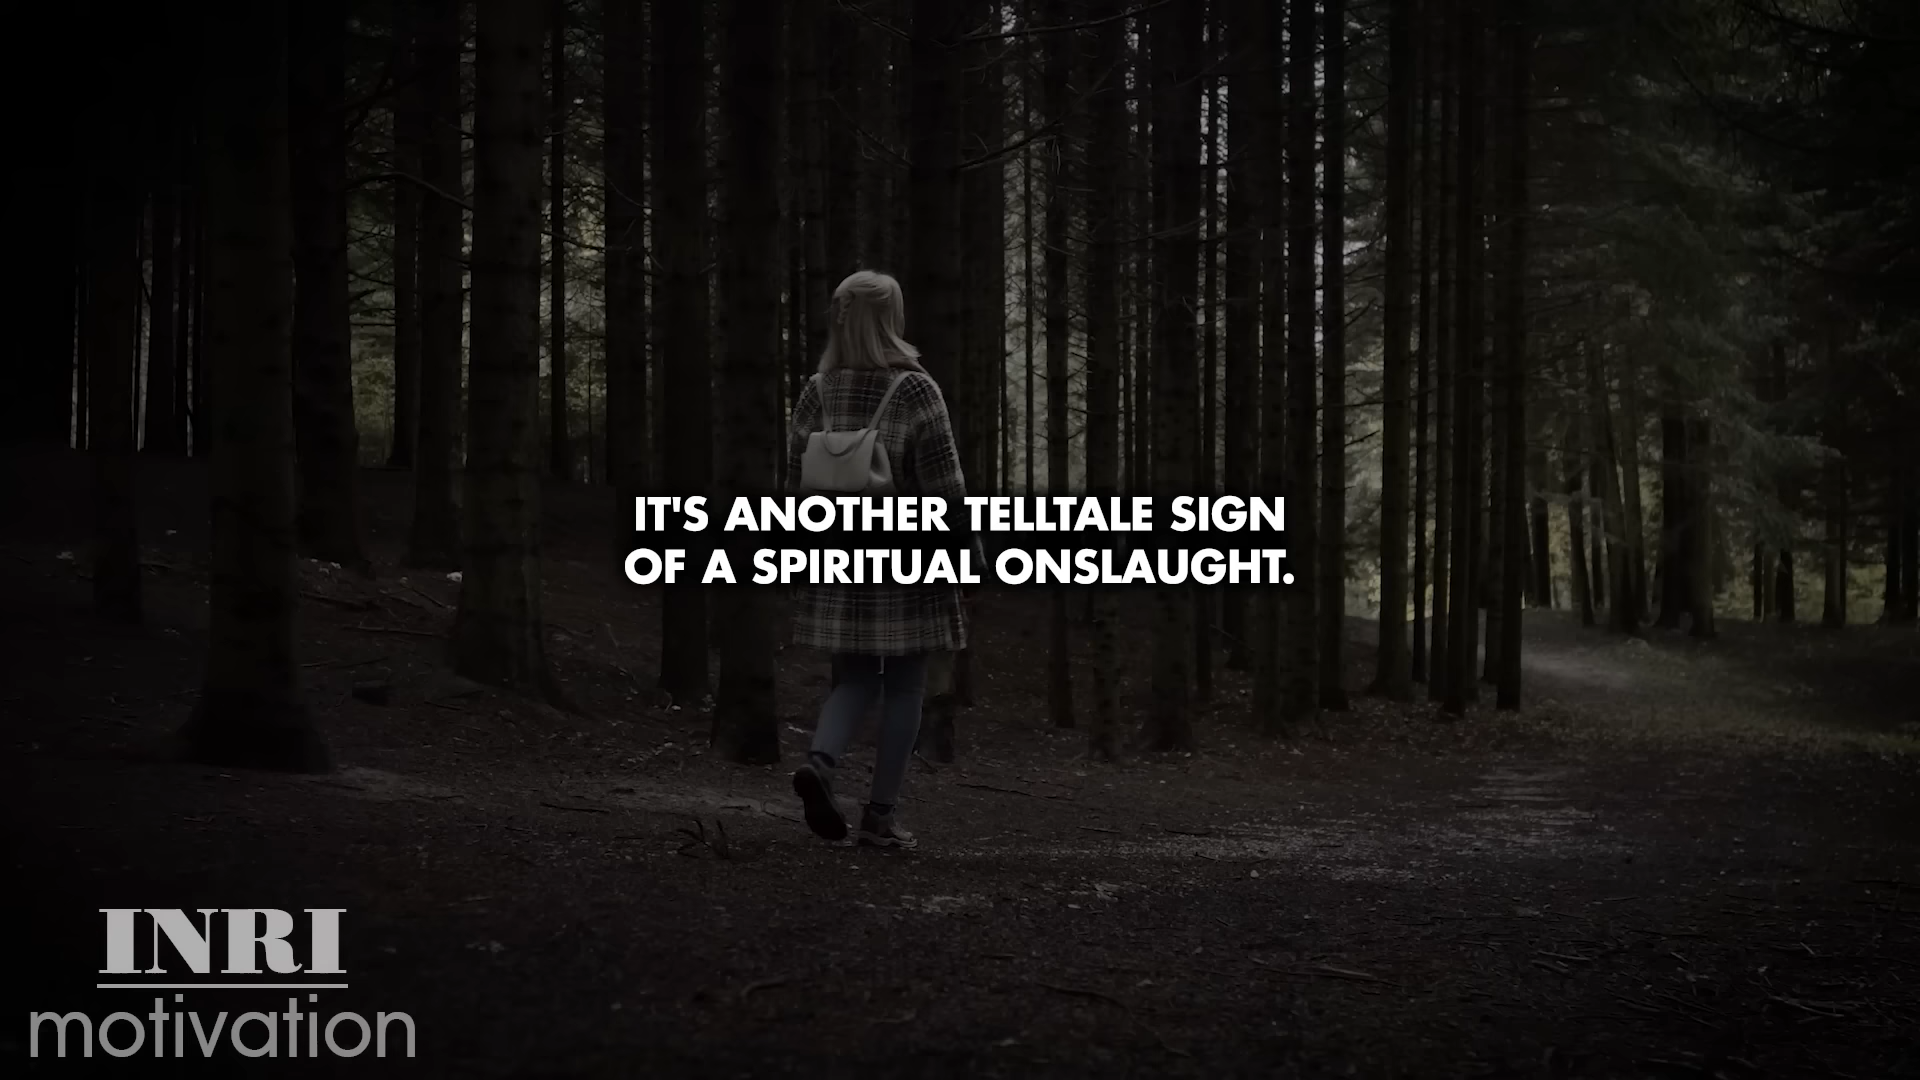 IT'S ANOTHER TELLTALE SIGN
OF A SPIRITUAL ONSLAUGHT.
INRI
motivation